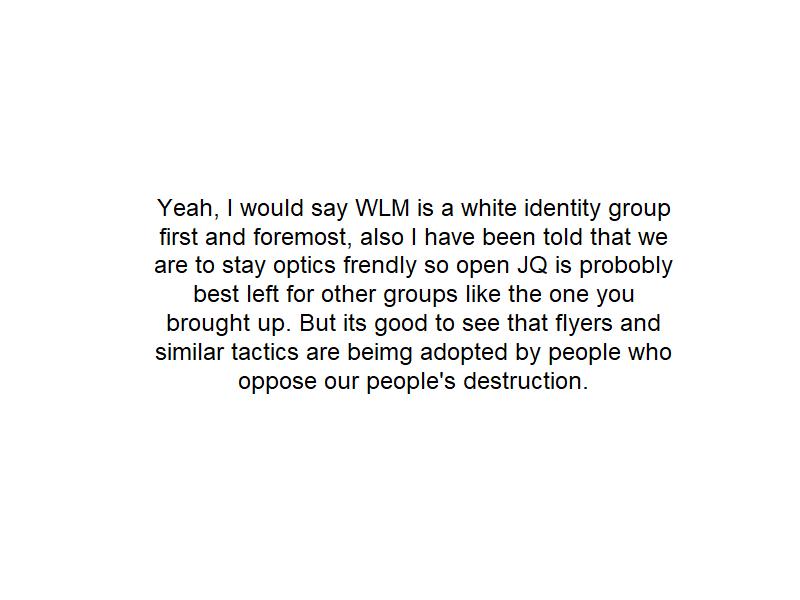 Yeah, I would say WLM is a white identity group
first and foremost, also I have been told that we
are to stay optics frendly so open JQ is probobly
best left for other groups like the one you
brought up. But its good to see that flyers and
similar tactics are beimg adopted by people who
oppose our people's destruction.